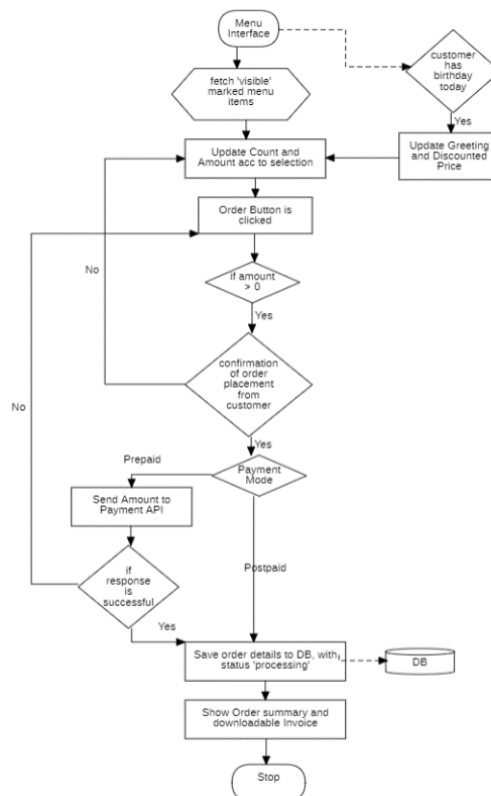 Menu
Interface
customer
has
birthday
today
fetch 'visible'
marked menu
items
Yes
Update Count and
Amount acc to selection
Update Greeting
and Discounted
Price
Order Button is
clicked
No
if amount
> 0
Yes
confirmation
of order
placement
from
customer
No
Yes
Prepaid
Payment
Mode
Send Amount to
Payment API
Postpaid
if
response is
successful
Yes
Save order details to DB, with
status 'processing'
DB
Show Order summary and
downloadable Invoice
Stop